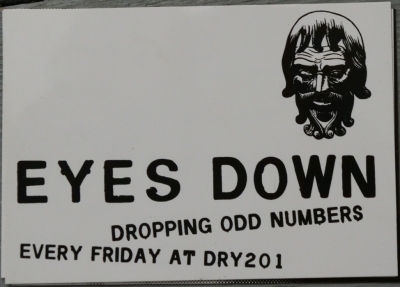 EYES DOWN
DROPPING ODD NUMBERS
EVERY FRIDAY AT DRY201